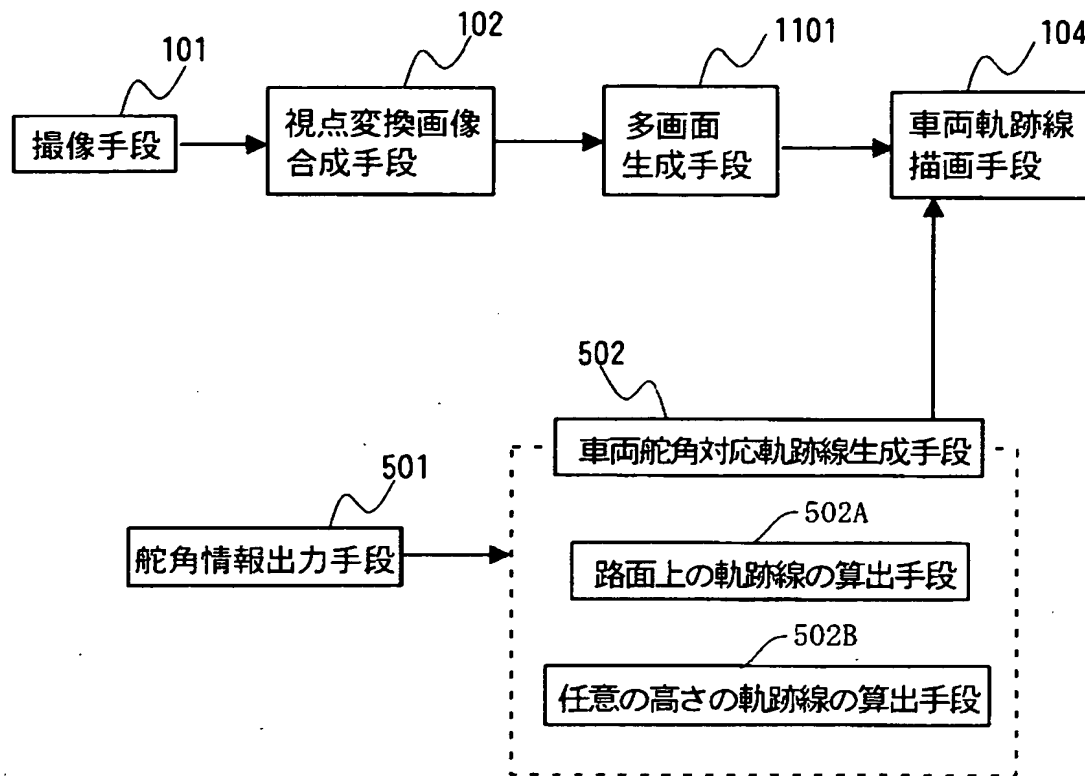 101
撮像手段
102
視点変換画像
合成手段
1101
多画面
生成手段
104
車両軌跡線
描画手段
502
車両舵角対応軌跡線生成手段
501
舵角情報出力手段
502A
路面上の軌跡線の算出手段
502B
任意の高さの軌跡線の算出手段